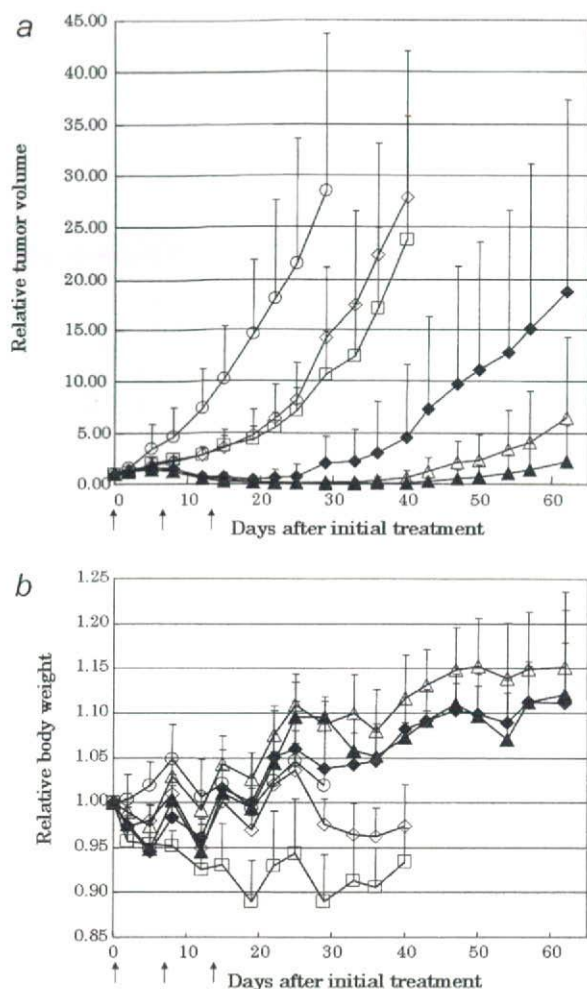 a
45.00
40.00
35.00
30.00
25.00
20.00
15.00
10.00
5.00
0.00
Relative tumor volume
0 10 20 30 40 50 60
Days after initial treatment
b
1.25
1.20
1.15
1.10
1.05
1.00
0.95
0.90
0.85
Relative body weight
0 10 20 30 40 50 60
Days after initial treatment